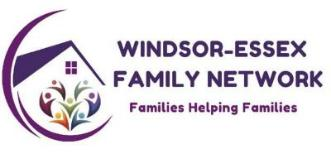 WINDSOR-ESSEX
FAMILY NETWORK
Families Helping Families